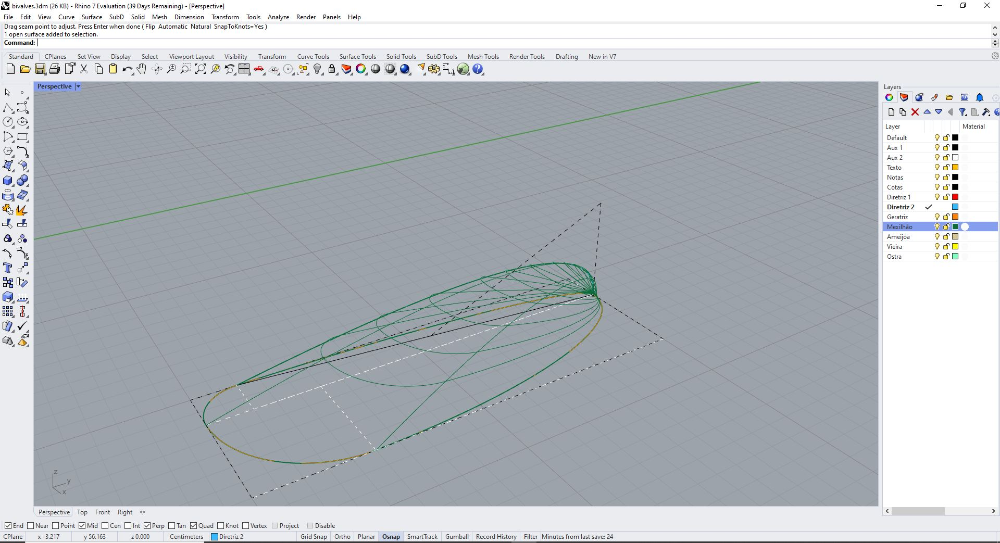 bivalves.3dm (26 KB) - Rhino 7 Evaluation (39 Days Remaining) - [Perspective]
File Edit View Curve Surface SubD Solid Mesh Dimension Transform Tools Analyze Render Panels Help
Drag seam point to adjust. Press Enter when done ( Flip Automatic Natural SnapToKnots=Yes )
1 open surface added to selection.
Command:
Standard CPlanes Set View Display Select Viewport Layout Visibility Transform Curve Tools Surface Tools Solid Tools SubD Tools Mesh Tools Render Tools Drafting New in V7
Perspective
Layers
Layer Material
Default
Aux 1
Aux 2
Texto
Notas
Cotas
Diretriz 1
Diretriz 2
Geratriz
Mexilhão
Ameijoa
Vieira
Ostra
z
y
x
Perspective Top Front Right
End Near Point Mid Cen Int Perp Tan Quad Knot Vertex Project Disable
CPlane x -3.217 y 56.163 z 0.000 Centimeters Diretriz 2 Grid Snap Ortho Planar Osnap SmartTrack Gumball Record History Filter Minutes from last save: 24